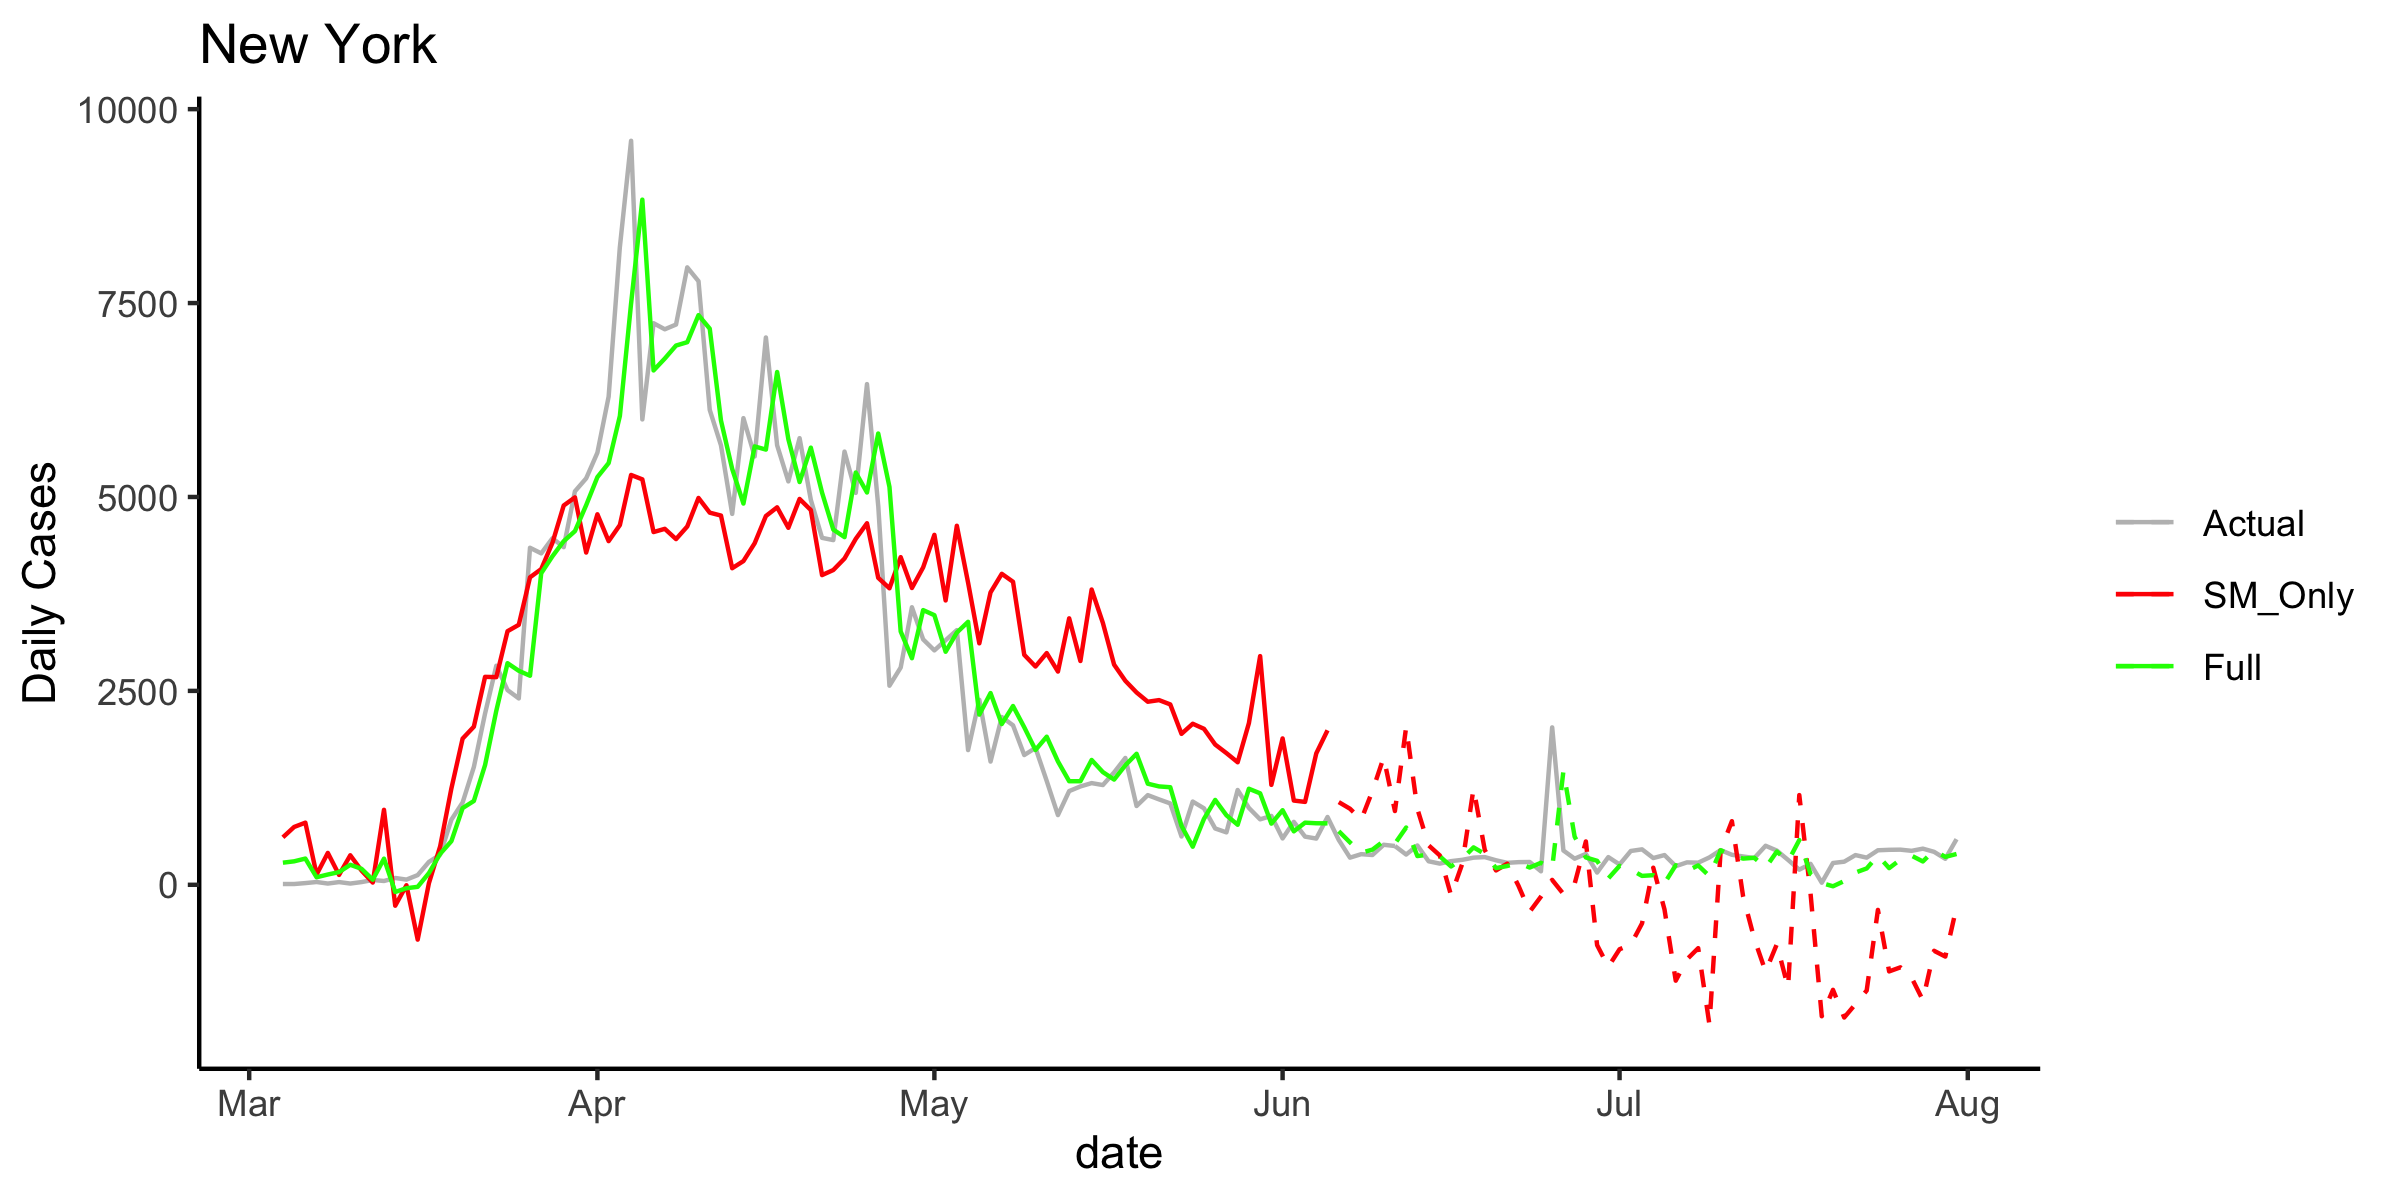 New York
10000
7500
5000
2500
0
Daily Cases
Mar
Apr
May
Jun
Jul
Aug
date
Actual
SM_Only
Full